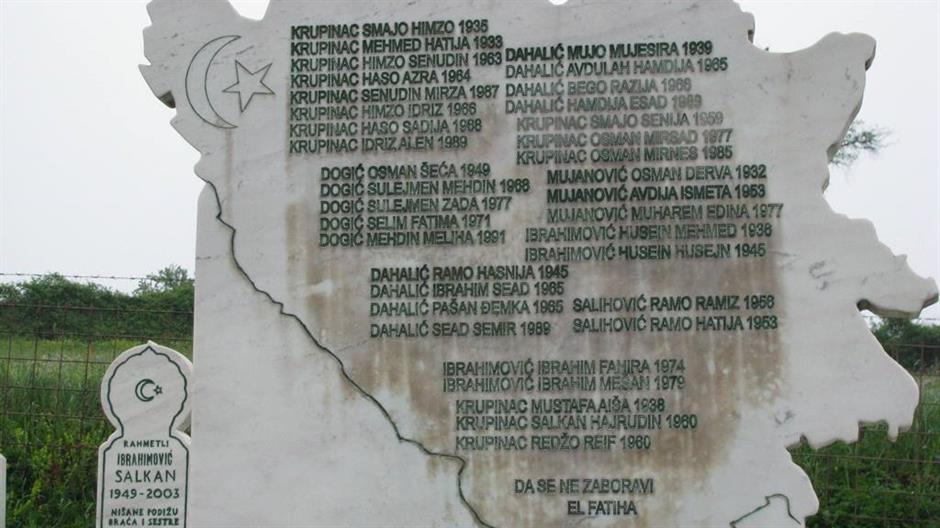 KRUPINAC SMAJO HIMZO 1935
KRUPINAC MEHMED HATIJA 1933
KRUPINAC HIMZO SENUDIN 1963
KRUPINAC HASO AZRA 1964
KRUPINAC SENUDIN MIRZA 1987
KRUPINAC HIMZO IDRIZ 1966
KRUPINAC HASO SADIJA 1968
KRUPINAC IDRIZ ALEN 1989
DAHALIĆ MUJO MUJESIRA 1939
DAHALIĆ AVDULAH HAMDIJA 1965
DAHALIĆ BEGO RAZIJA 1966
DAHALIĆ HAMDIJA ESAD 1989
KRUPINAC SMAJO SENIJA 1959
KRUPINAC OSMAN MIRSAD 1977
KRUPINAC OSMAN MIRNES 1985
DOGIĆ OSMAN ŠEĆA 1949
DOGIĆ SULEJMEN MEHDIN 1968
DOGIĆ SULEJMEN ZADA 1977
DOGIĆ SELIM FATIMA 1971
DOGIĆ MEHDIN MELIHA 1991
MUJANOVIĆ OSMAN DERVA 1932
MUJANOVIĆ AVDIJA ISMETA 1953
MUJANOVIĆ MUHAREM EDINA 1977
IBRAHIMOVIĆ HUSEIN MEHMED 1936
IBRAHIMOVIĆ HUSEIN HUSEJN 1945
DAHALIĆ RAMO HASNIJA 1945
DAHALIĆ IBRAHIM SEAD 1965
DAHALIĆ PAŠAN ĐEMKA 1965
DAHALIĆ SEAD SEMIR 1989
SALIHOVIĆ RAMO RAMIZ 1956
SALIHOVIĆ RAMO HATIJA 1953
IBRAHIMOVIĆ IBRAHIM FANIRA 1974
IBRAHIMOVIĆ IBRAHIM MEŠAN 1979
KRUPINAC MUSTAFA AIŠA 1938
KRUPINAC SALKAN HAJRUDIN 1960
KRUPINAC REDŽO REIF 1960
DA SE NE ZABORAVI
EL FATIHA
RAHMETLI
IBRAHIMOVIĆ
SALKAN
1949-2003
NIŠANE PODIŽU
BRAĆA I SESTRE